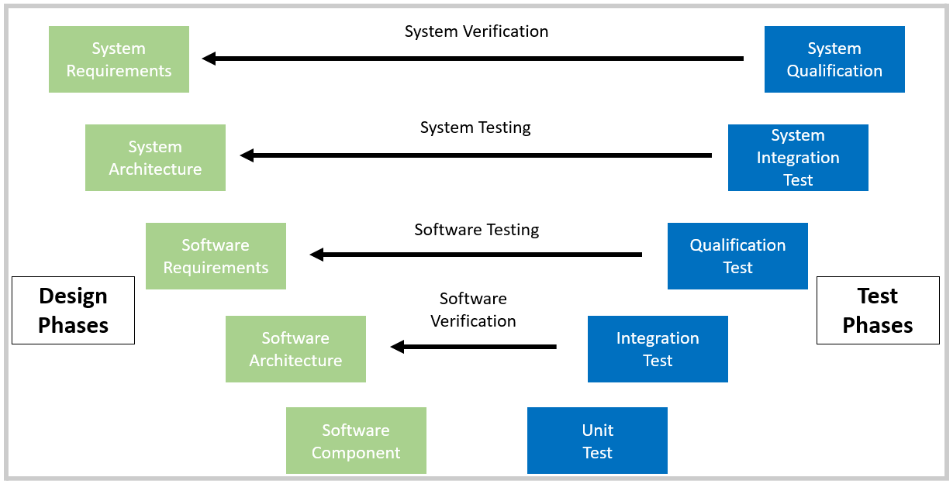 System Verification
System
Requirements
System
Qualification
System Testing
System
Architecture
System
Integration
Test
Software Testing
Software
Requirements
Qualification
Test
Design
Phases
Test
Phases
Software
Verification
Software
Architecture
Integration
Test
Software
Component
Unit
Test